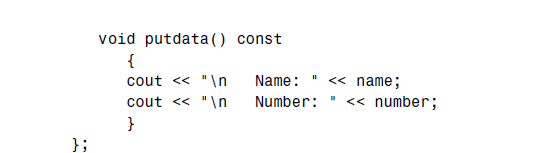 void putdata() const
{
cout << "\n   Name: " << name;
cout << "\n   Number: " << number;
}
};